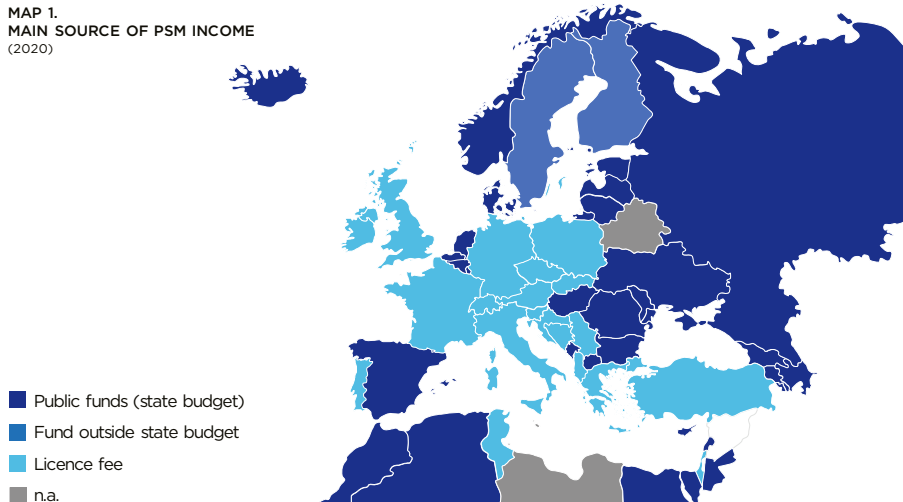 MAP 1.
MAIN SOURCE OF PSM INCOME
(2020)
Public funds (state budget)
Fund outside state budget
Licence fee
n.a.